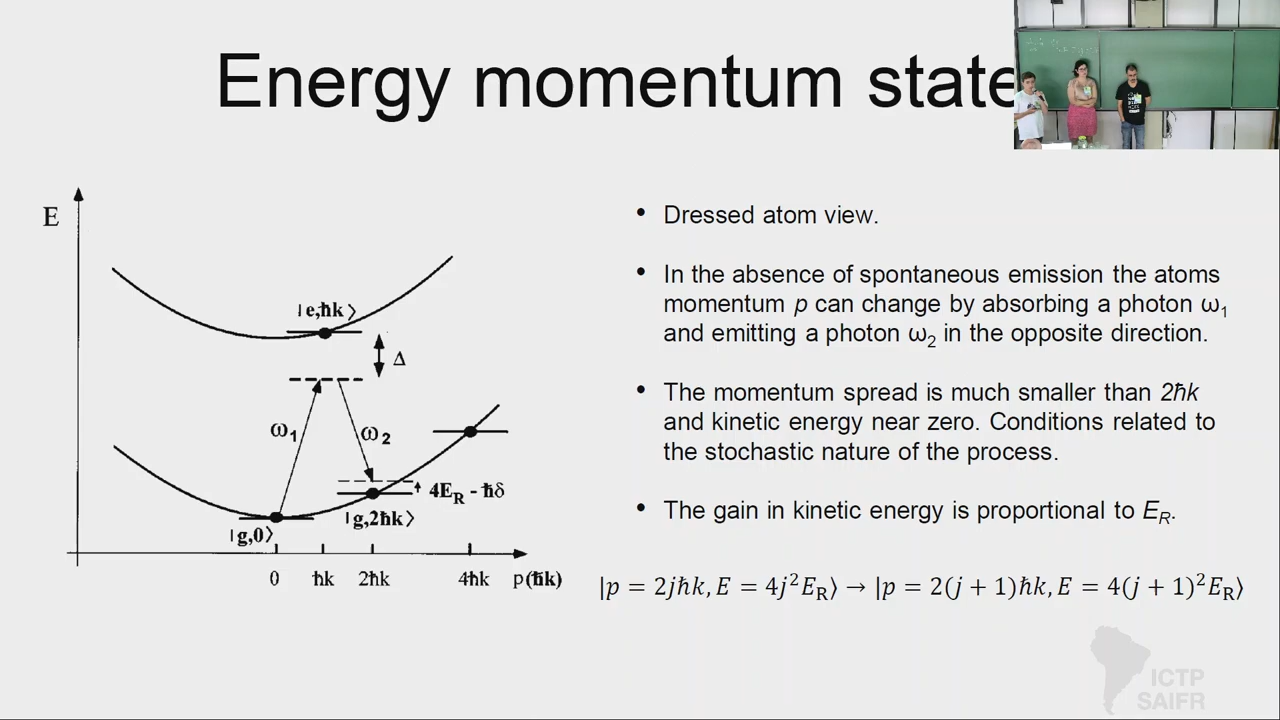 Energy momentum state
E
|e,ħk⟩
Δ
ω₁
ω₂
4E_R - ħδ
|g,2ħk⟩
|g,0⟩
0 ħk 2ħk 4ħk p(ħk)
• Dressed atom view.
• In the absence of spontaneous emission the atoms
momentum p can change by absorbing a photon ω₁
and emitting a photon ω₂ in the opposite direction.
• The momentum spread is much smaller than 2ħk
and kinetic energy near zero. Conditions related to
the stochastic nature of the process.
• The gain in kinetic energy is proportional to E_R.
|p = 2jħk, E = 4j²E_R⟩ → |p = 2(j + 1)ħk, E = 4(j + 1)²E_R⟩
ICTP
SAIFR